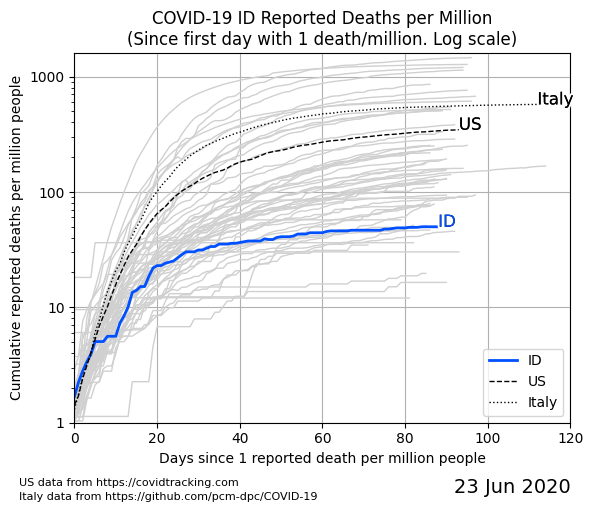 COVID-19 ID Reported Deaths per Million
(Since first day with 1 death/million. Log scale)
Cumulative reported deaths per million people
1000
100
10
1
Italy
US
ID
ID
US
Italy
0 20 40 60 80 100 120
Days since 1 reported death per million people
US data from https://covidtracking.com
Italy data from https://github.com/pcm-dpc/COVID-19
23 Jun 2020